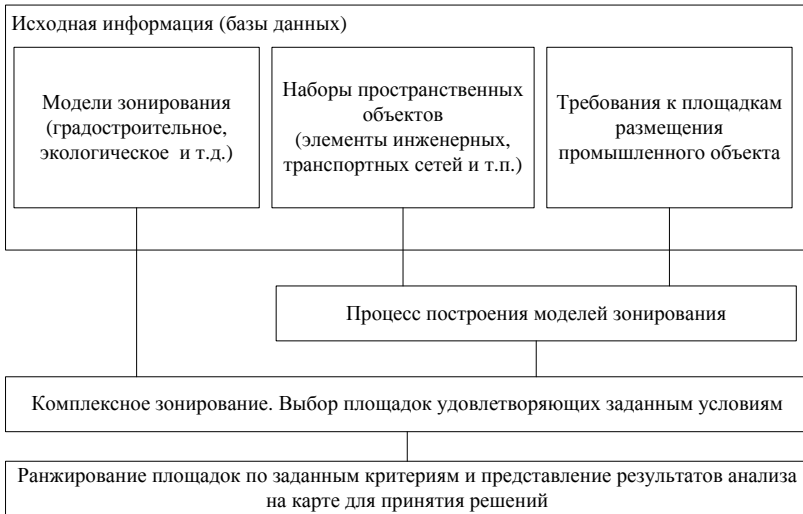 Исходная информация (базы данных)
Модели зонирования
(градостроительное,
экологическое и т.д.)
Наборы пространственных
объектов
(элементы инженерных,
транспортных сетей и т.п.)
Требования к площадкам
размещения
промышленного объекта
Процесс построения моделей зонирования
Комплексное зонирование. Выбор площадок удовлетворяющих заданным условиям
Ранжирование площадок по заданным критериям и представление результатов анализа
на карте для принятия решений